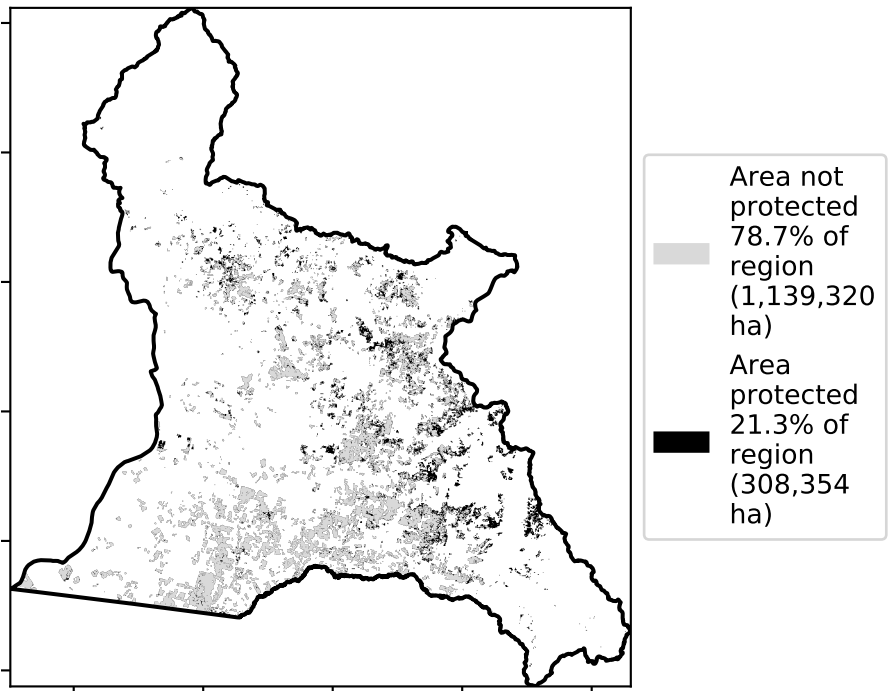 Area not
protected
78.7% of
region
(1,139,320
ha)
Area
protected
21.3% of
region
(308,354
ha)